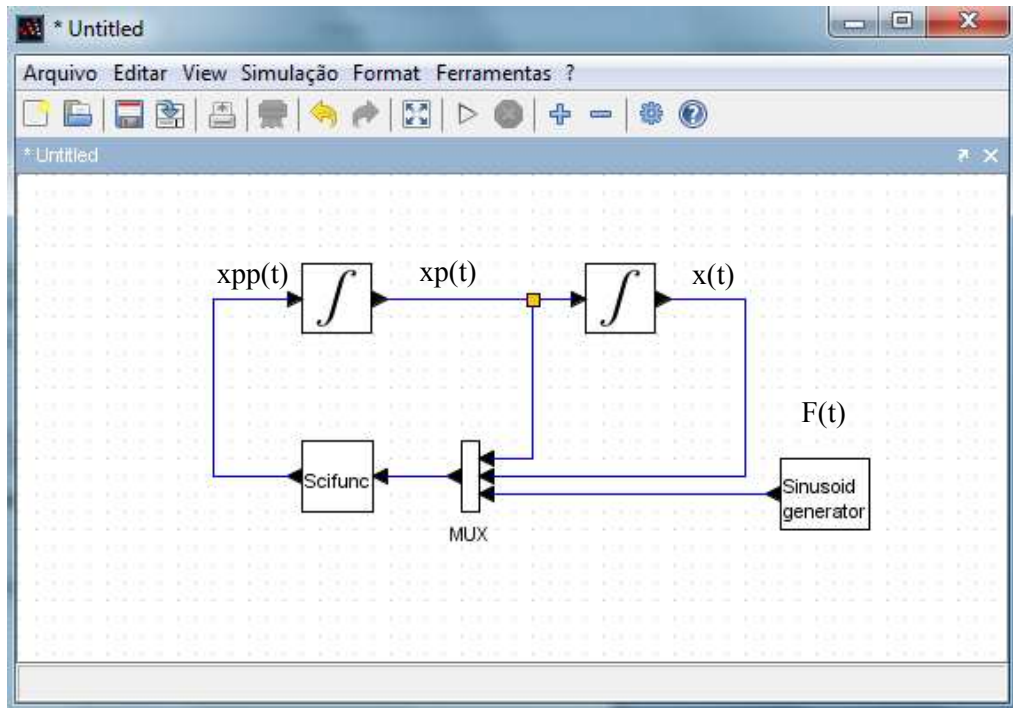 * Untitled
Arquivo Editar View Simulação Format Ferramentas ?
* Untitled
xpp(t) xp(t) x(t)
F(t)
Scifunc
Sinusoid
generator
MUX